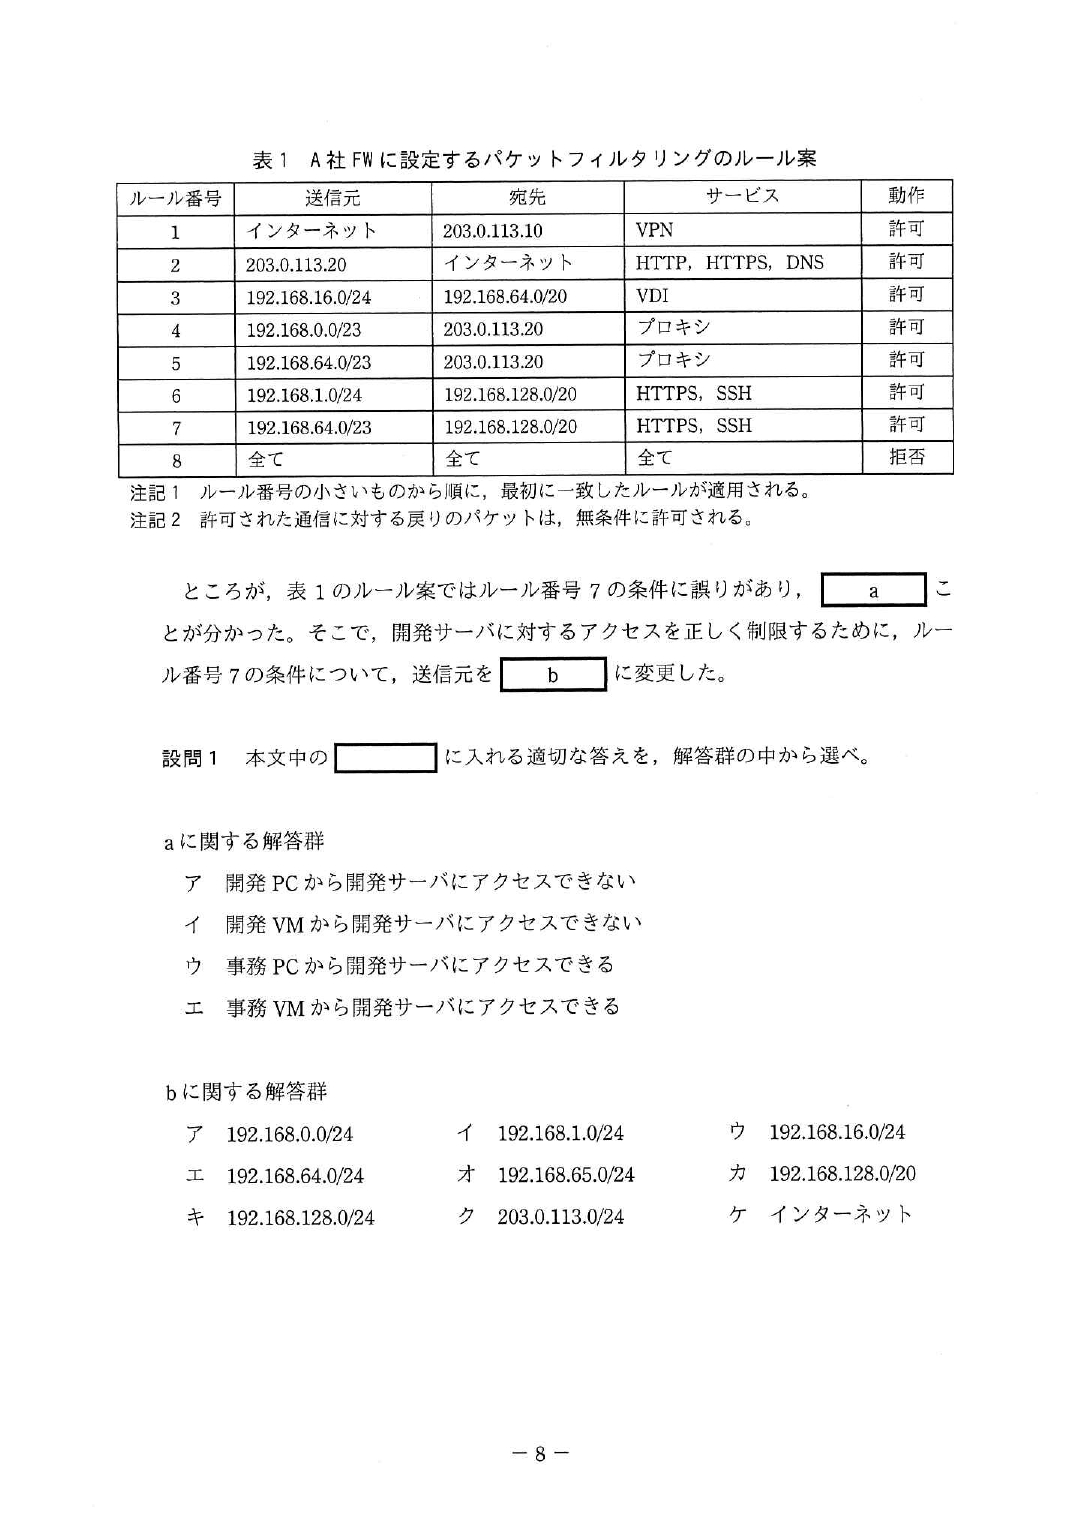 表1　A社FWに設定するパケットフィルタリングのルール案
ルール番号　送信元　宛先　サービス　動作
1　インターネット　203.0.113.10　VPN　許可
2　203.0.113.20　インターネット　HTTP，HTTPS，DNS　許可
3　192.168.16.0/24　192.168.64.0/20　VDI　許可
4　192.168.0.0/23　203.0.113.20　プロキシ　許可
5　192.168.64.0/23　203.0.113.20　プロキシ　許可
6　192.168.1.0/24　192.168.128.0/20　HTTPS，SSH　許可
7　192.168.64.0/23　192.168.128.0/20　HTTPS，SSH　許可
8　全て　全て　全て　拒否
注記1　ルール番号の小さいものから順に，最初に一致したルールが適用される。
注記2　許可された通信に対する戻りのパケットは，無条件に許可される。
ところが，表1のルール案ではルール番号7の条件に誤りがあり，　a　こ
とが分かった。そこで，開発サーバに対するアクセスを正しく制限するために，ルー
ル番号7の条件について，送信元を　b　に変更した。
設問1　本文中の　　　に入れる適切な答えを，解答群の中から選べ。
aに関する解答群
ア　開発PCから開発サーバにアクセスできない
イ　開発VMから開発サーバにアクセスできない
ウ　事務PCから開発サーバにアクセスできる
エ　事務VMから開発サーバにアクセスできる
bに関する解答群
ア　192.168.0.0/24　イ　192.168.1.0/24　ウ　192.168.16.0/24
エ　192.168.64.0/24　オ　192.168.65.0/24　カ　192.168.128.0/20
キ　192.168.128.0/24　ク　203.0.113.0/24　ケ　インターネット
－8－